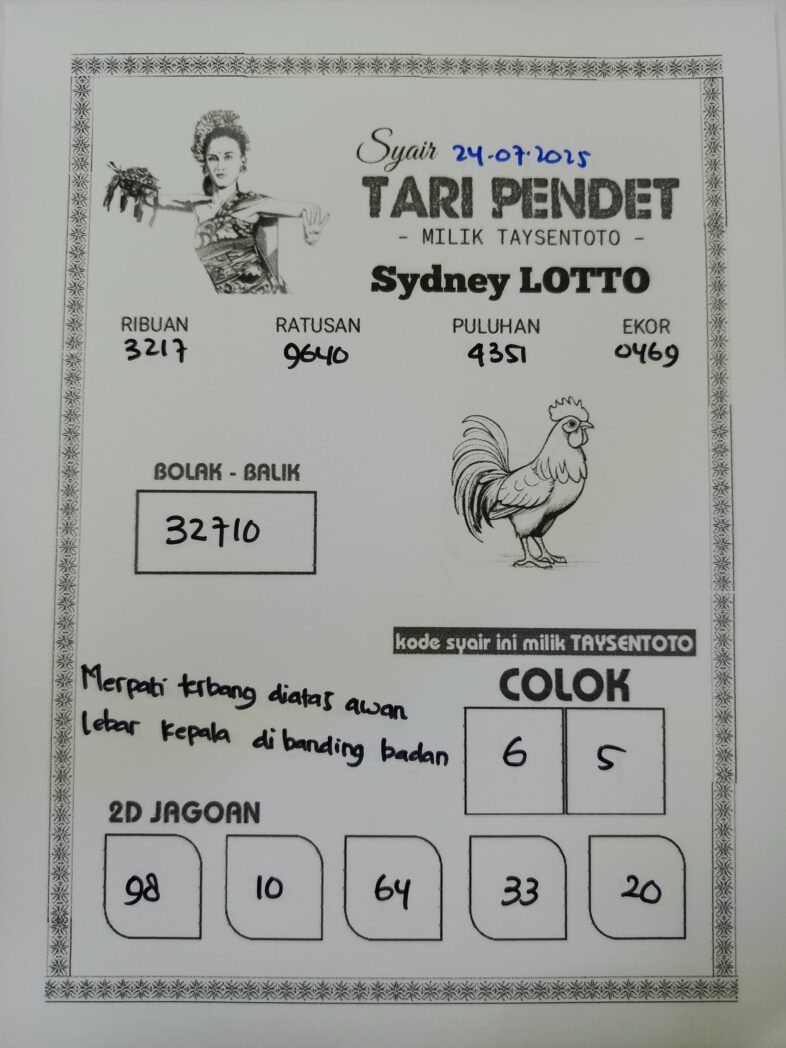 Syair 24-07-2025
TARI PENDET
- MILIK TAYSENTOTO -
Sydney LOTTO
RIBUAN RATUSAN PULUHAN EKOR
3217 9640 4351 0469
BOLAK - BALIK
32710
kode syair ini milik TAYSENTOTO
Merpati terbang diatas awan
lebar kepala di banding badan
COLOK
6 5
2D JAGOAN
98 10 64 33 20